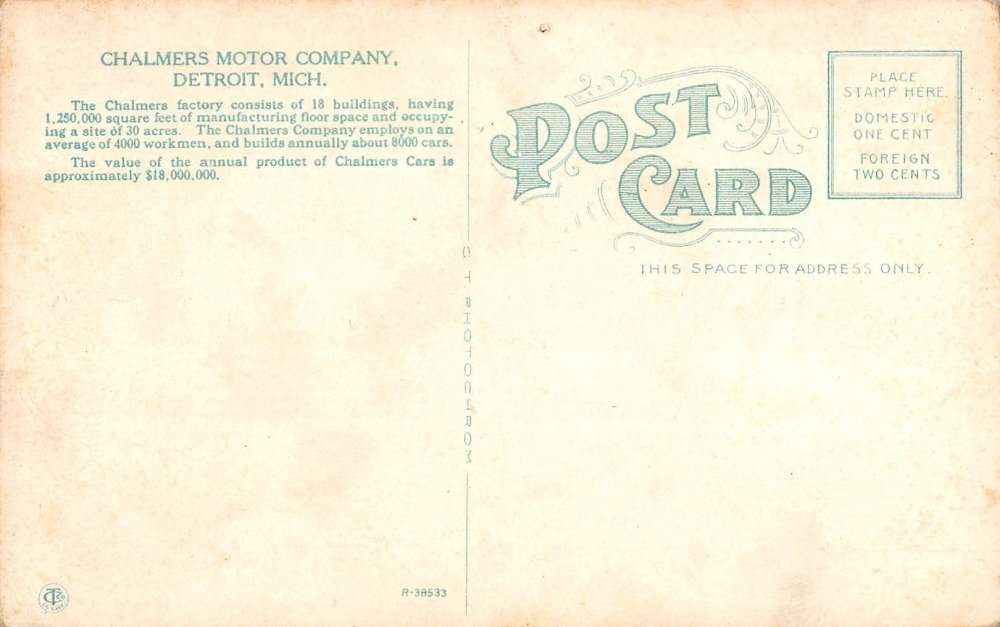 CHALMERS MOTOR COMPANY,
DETROIT, MICH.
The Chalmers factory consists of 18 buildings, having
1,250,000 square feet of manufacturing floor space and occupy-
ing a site of 30 acres. The Chalmers Company employs on an
average of 4000 workmen, and builds annually about 8000 cars.
The value of the annual product of Chalmers Cars is
approximately $18,000,000.
POST
CARD
THIS SPACE FOR ADDRESS ONLY.
PLACE
STAMP HERE.
DOMESTIC
ONE CENT
FOREIGN
TWO CENTS
R-38533